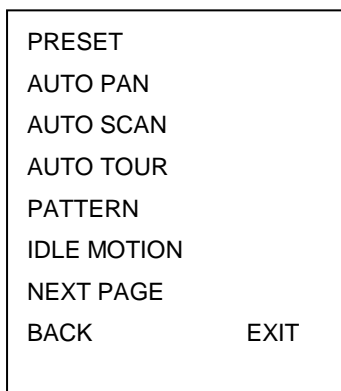 PRESET
AUTO PAN
AUTO SCAN
AUTO TOUR
PATTERN
IDLE MOTION
NEXT PAGE
BACK EXIT